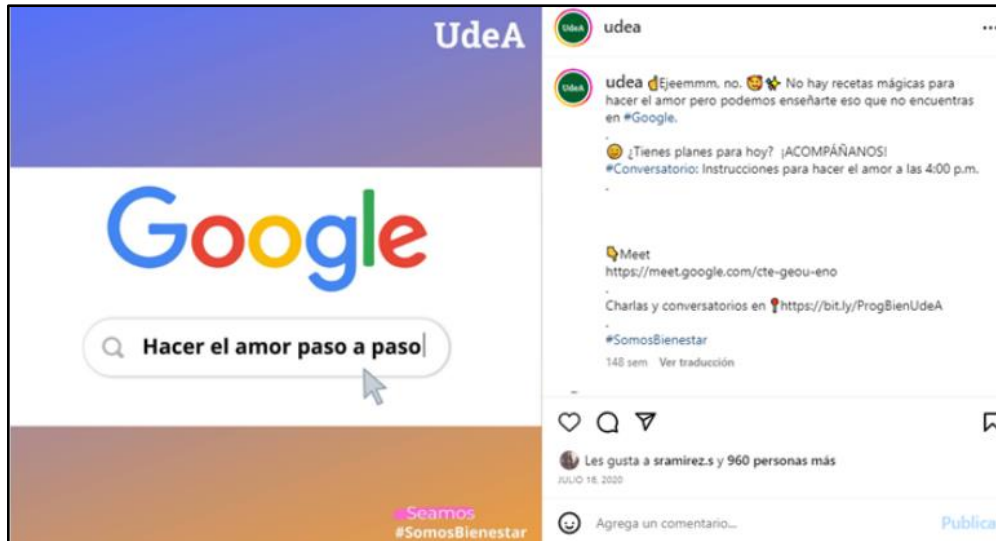 UdeA
Google
Hacer el amor paso a paso
#Seamos
#SomosBienestar
UdeA
udea
UdeA
udea ☝Ejeemmm, no. 🥰✨ No hay recetas mágicas para
hacer el amor pero podemos enseñarte eso que no encuentras
en #Google.
.
😊 ¿Tienes planes para hoy? ¡ACOMPÁÑANOS!
#Conversatorio: Instrucciones para hacer el amor a las 4:00 p.m.
.
👇Meet
https://meet.google.com/cte-geou-eno
.
Charlas y conversatorios en 📍https://bit.ly/ProgBienUdeA
.
#SomosBienestar
148 sem Ver traducción
Les gusta a sramirez.s y 960 personas más
JULIO 18, 2020
Agrega un comentario... Publica